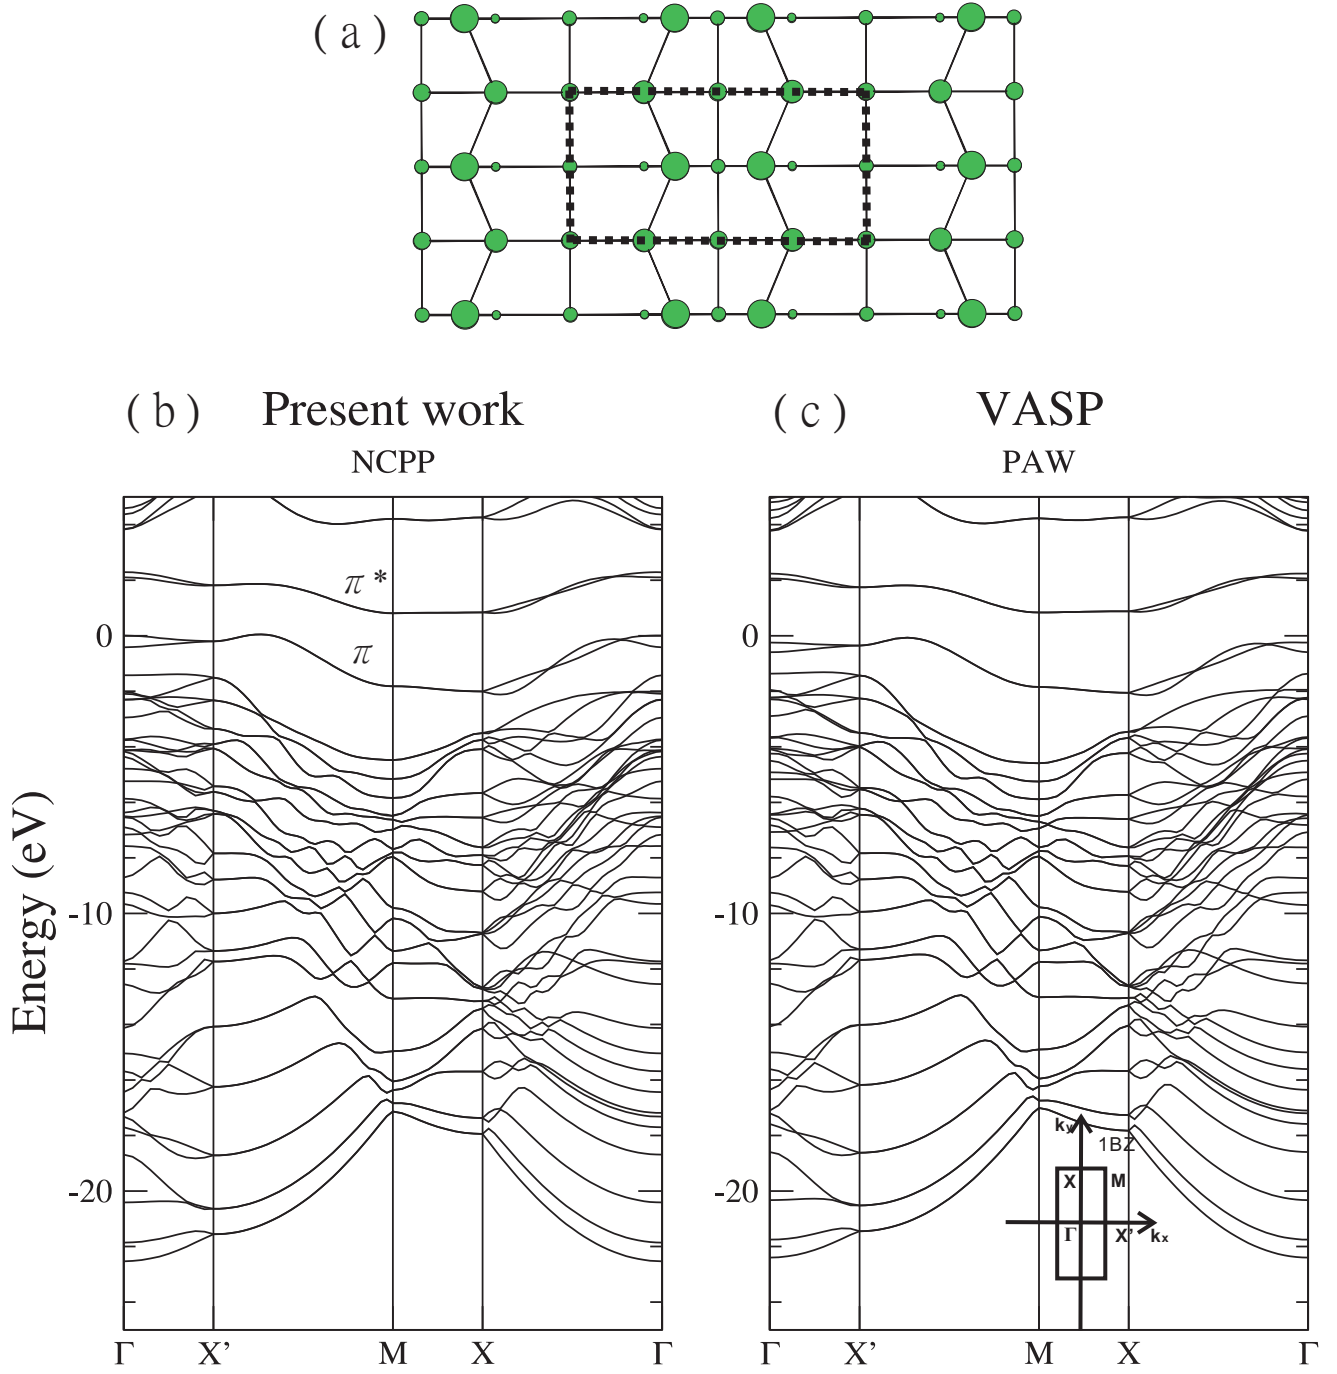 (a)
(b) Present work
NCPP
(c) VASP
PAW
Energy (eV)
0
-10
-20
π*
π
Γ X' M X Γ
0
-10
-20
ky
1BZ
X M
Γ X' kx
Γ X' M X Γ